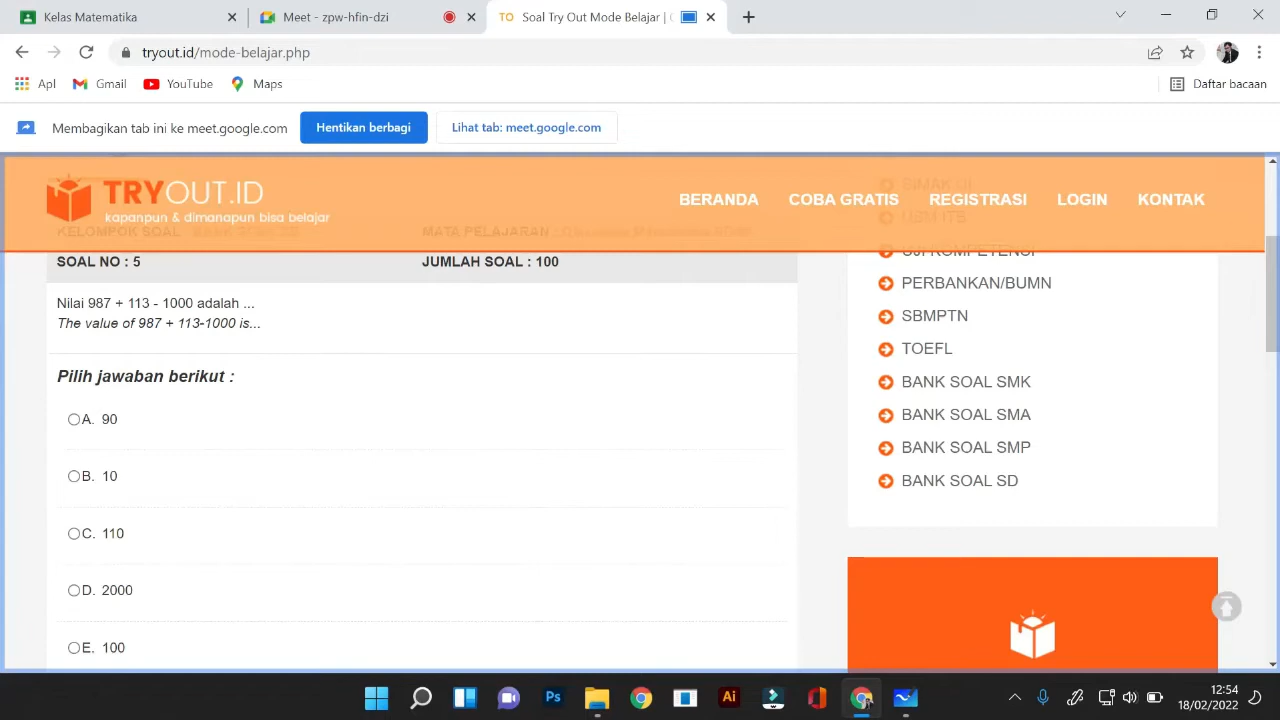 Kelas Matematika
Meet - zpw-hfin-dzi
TO Soal Try Out Mode Belajar | (
tryout.id/mode-belajar.php
Apl
Gmail
YouTube
Maps
Daftar bacaan
Membagikan tab ini ke meet.google.com
Hentikan berbagi
Lihat tab: meet.google.com
TRYOUT.ID
kapanpun & dimanapun bisa belajar
BERANDA
COBA GRATIS
REGISTRASI
LOGIN
KONTAK
KELOMPOK SOAL
MATA PELAJARAN :
SOAL NO : 5
JUMLAH SOAL : 100
Nilai 987 + 113 - 1000 adalah ...
The value of 987 + 113-1000 is...
Pilih jawaban berikut :
A. 90
B. 10
C. 110
D. 2000
E. 100
UJI KOMPETENSI
PERBANKAN/BUMN
SBMPTN
TOEFL
BANK SOAL SMK
BANK SOAL SMA
BANK SOAL SMP
BANK SOAL SD
Ps
Ai
12:54
18/02/2022